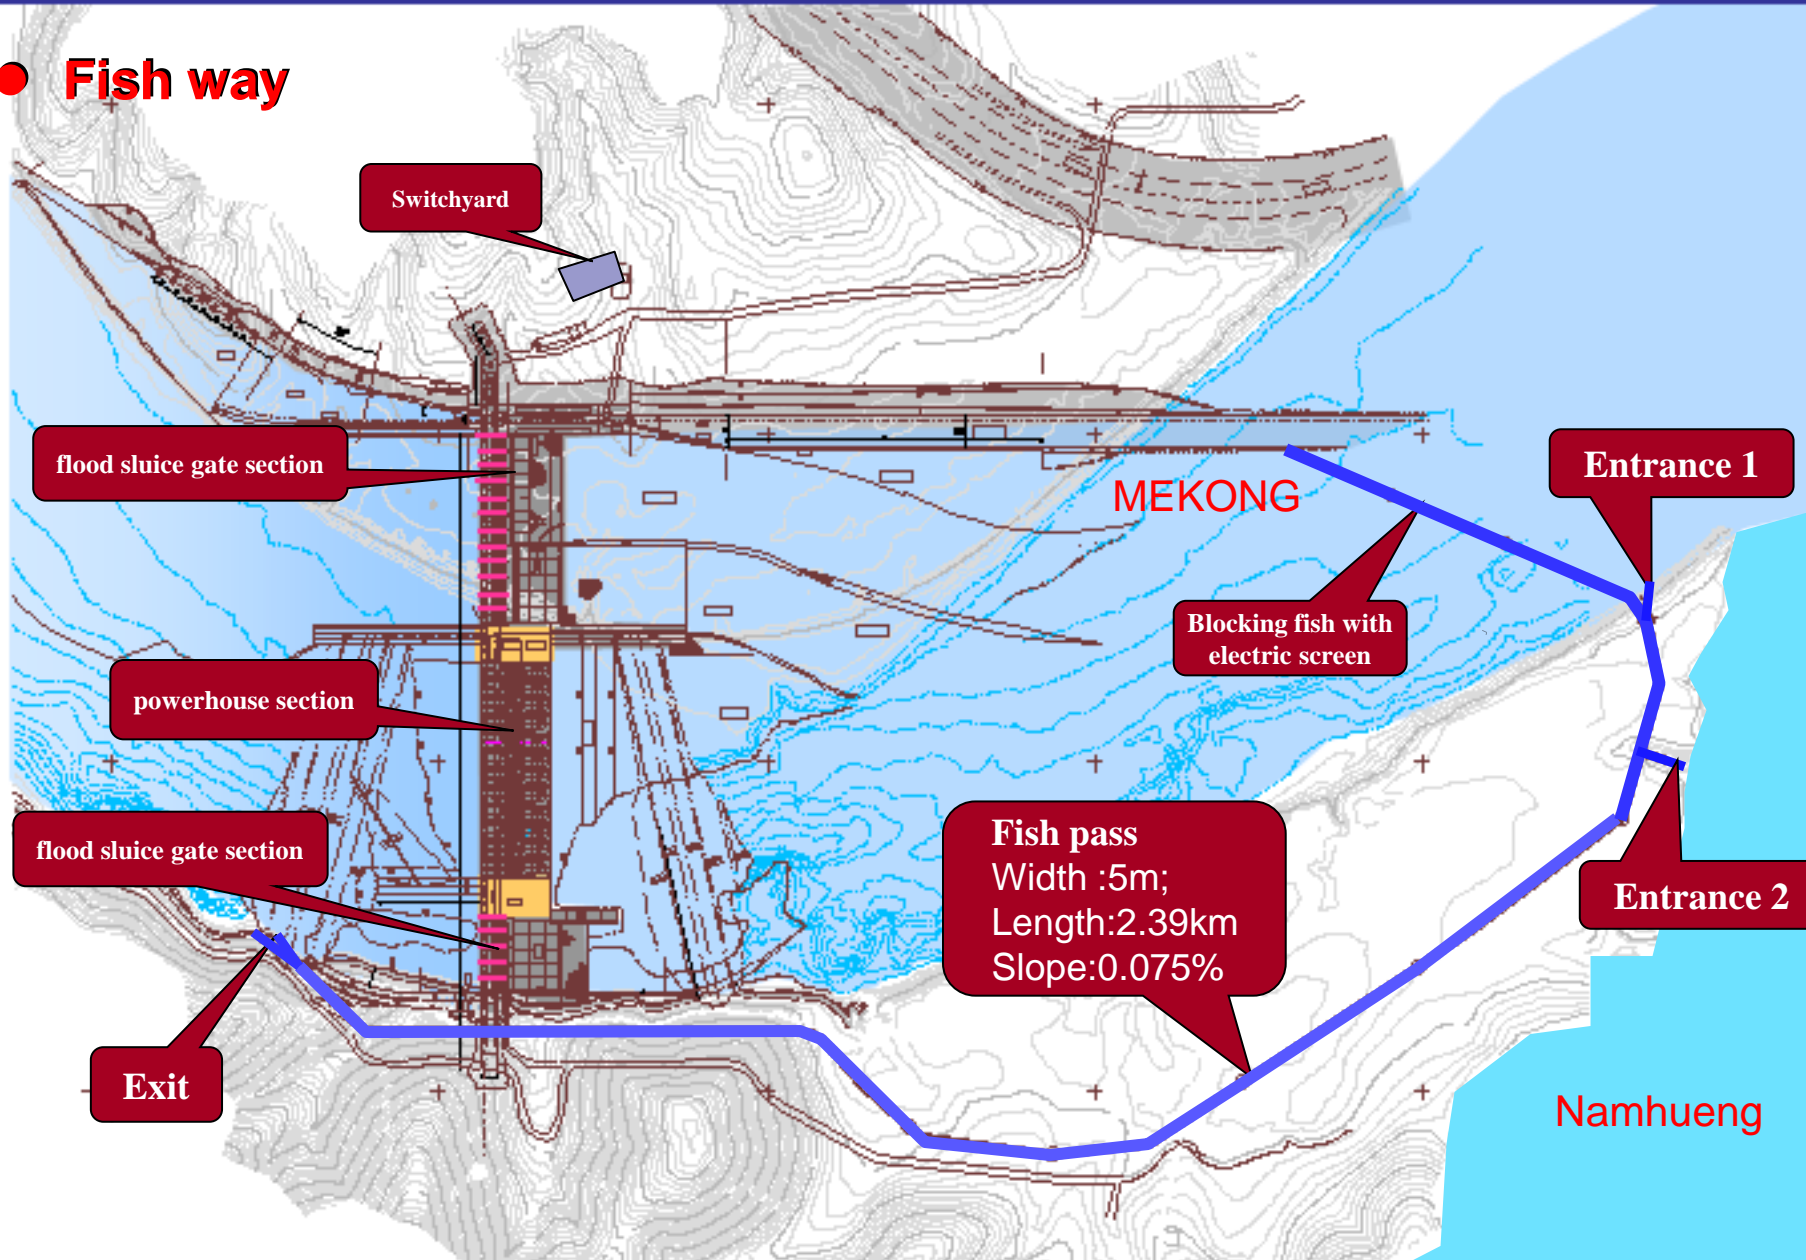 Fish way
Switchyard
flood sluice gate section
MEKONG
Entrance 1
Blocking fish with
electric screen
powerhouse section
flood sluice gate section
Fish pass
Width :5m;
Length:2.39km
Slope:0.075%
Entrance 2
Exit
Namhueng